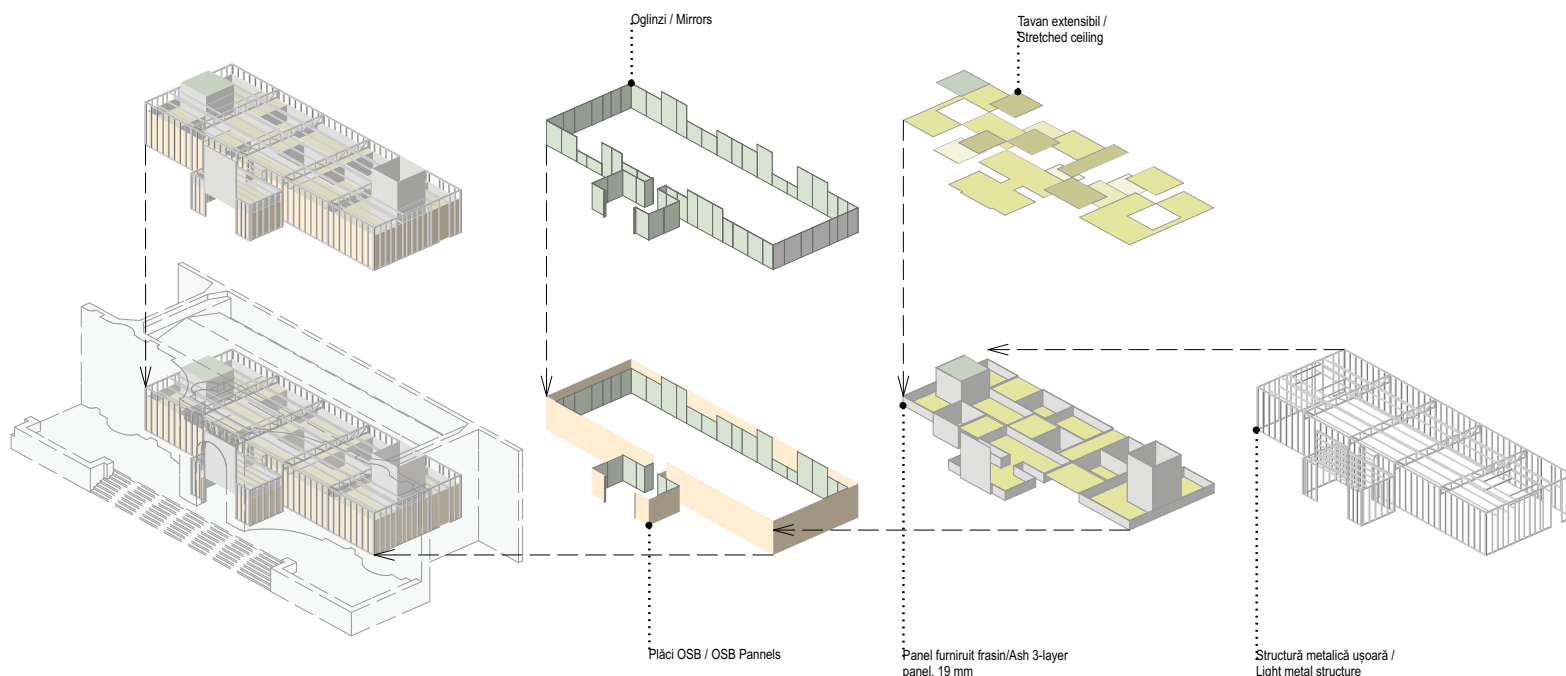 Oglinzi / Mirrors
Tavan extensibil /
Stretched ceiling
Plăci OSB / OSB Pannels
Panel furniruit frasin/Ash 3-layer
panel, 19 mm
Structură metalică ușoară /
Light metal structure